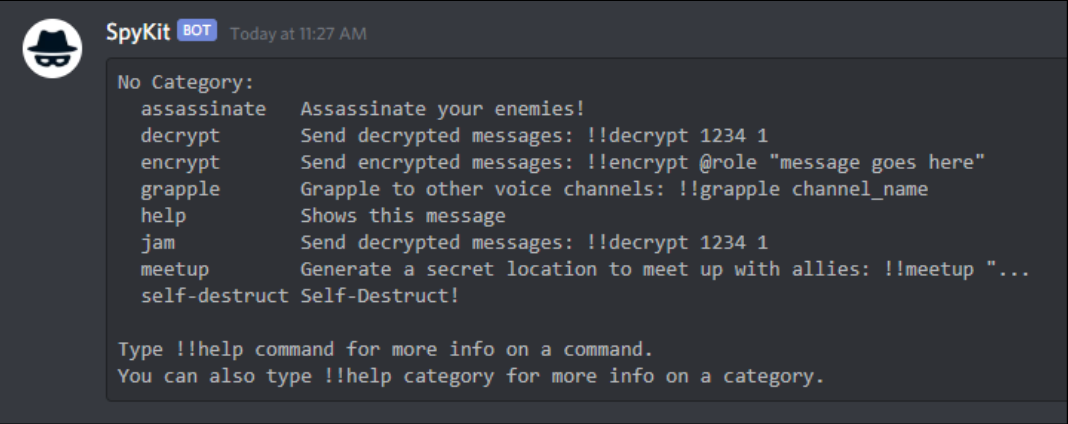 SpyKit BOT Today at 11:27 AM
No Category:
assassinate Assassinate your enemies!
decrypt Send decrypted messages: !!decrypt 1234 1
encrypt Send encrypted messages: !!encrypt @role "message goes here"
grapple Grapple to other voice channels: !!grapple channel_name
help Shows this message
jam Send decrypted messages: !!decrypt 1234 1
meetup Generate a secret location to meet up with allies: !!meetup "...
self-destruct Self-Destruct!
Type !!help command for more info on a command.
You can also type !!help category for more info on a category.